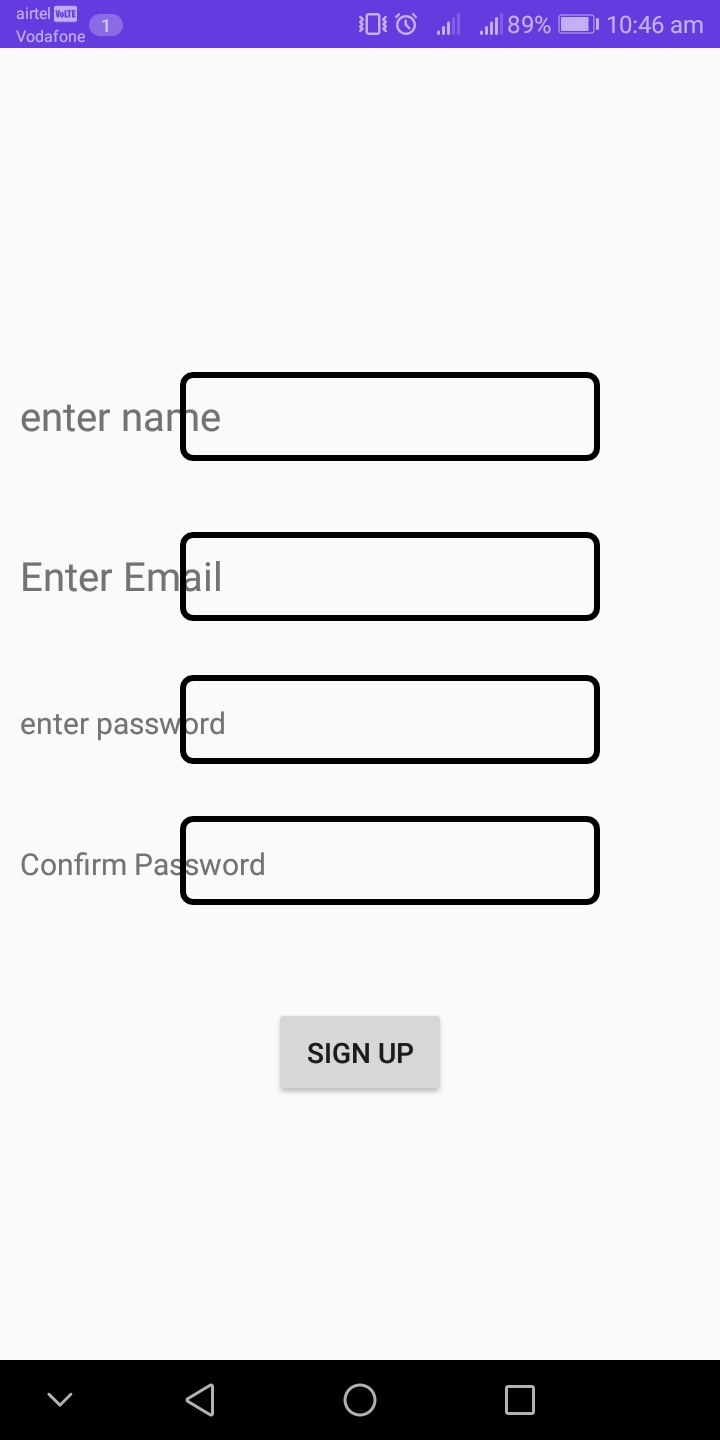 airtel VoLTE
Vodafone 1 89% 10:46 am
enter name
Enter Email
enter password
Confirm Password
SIGN UP